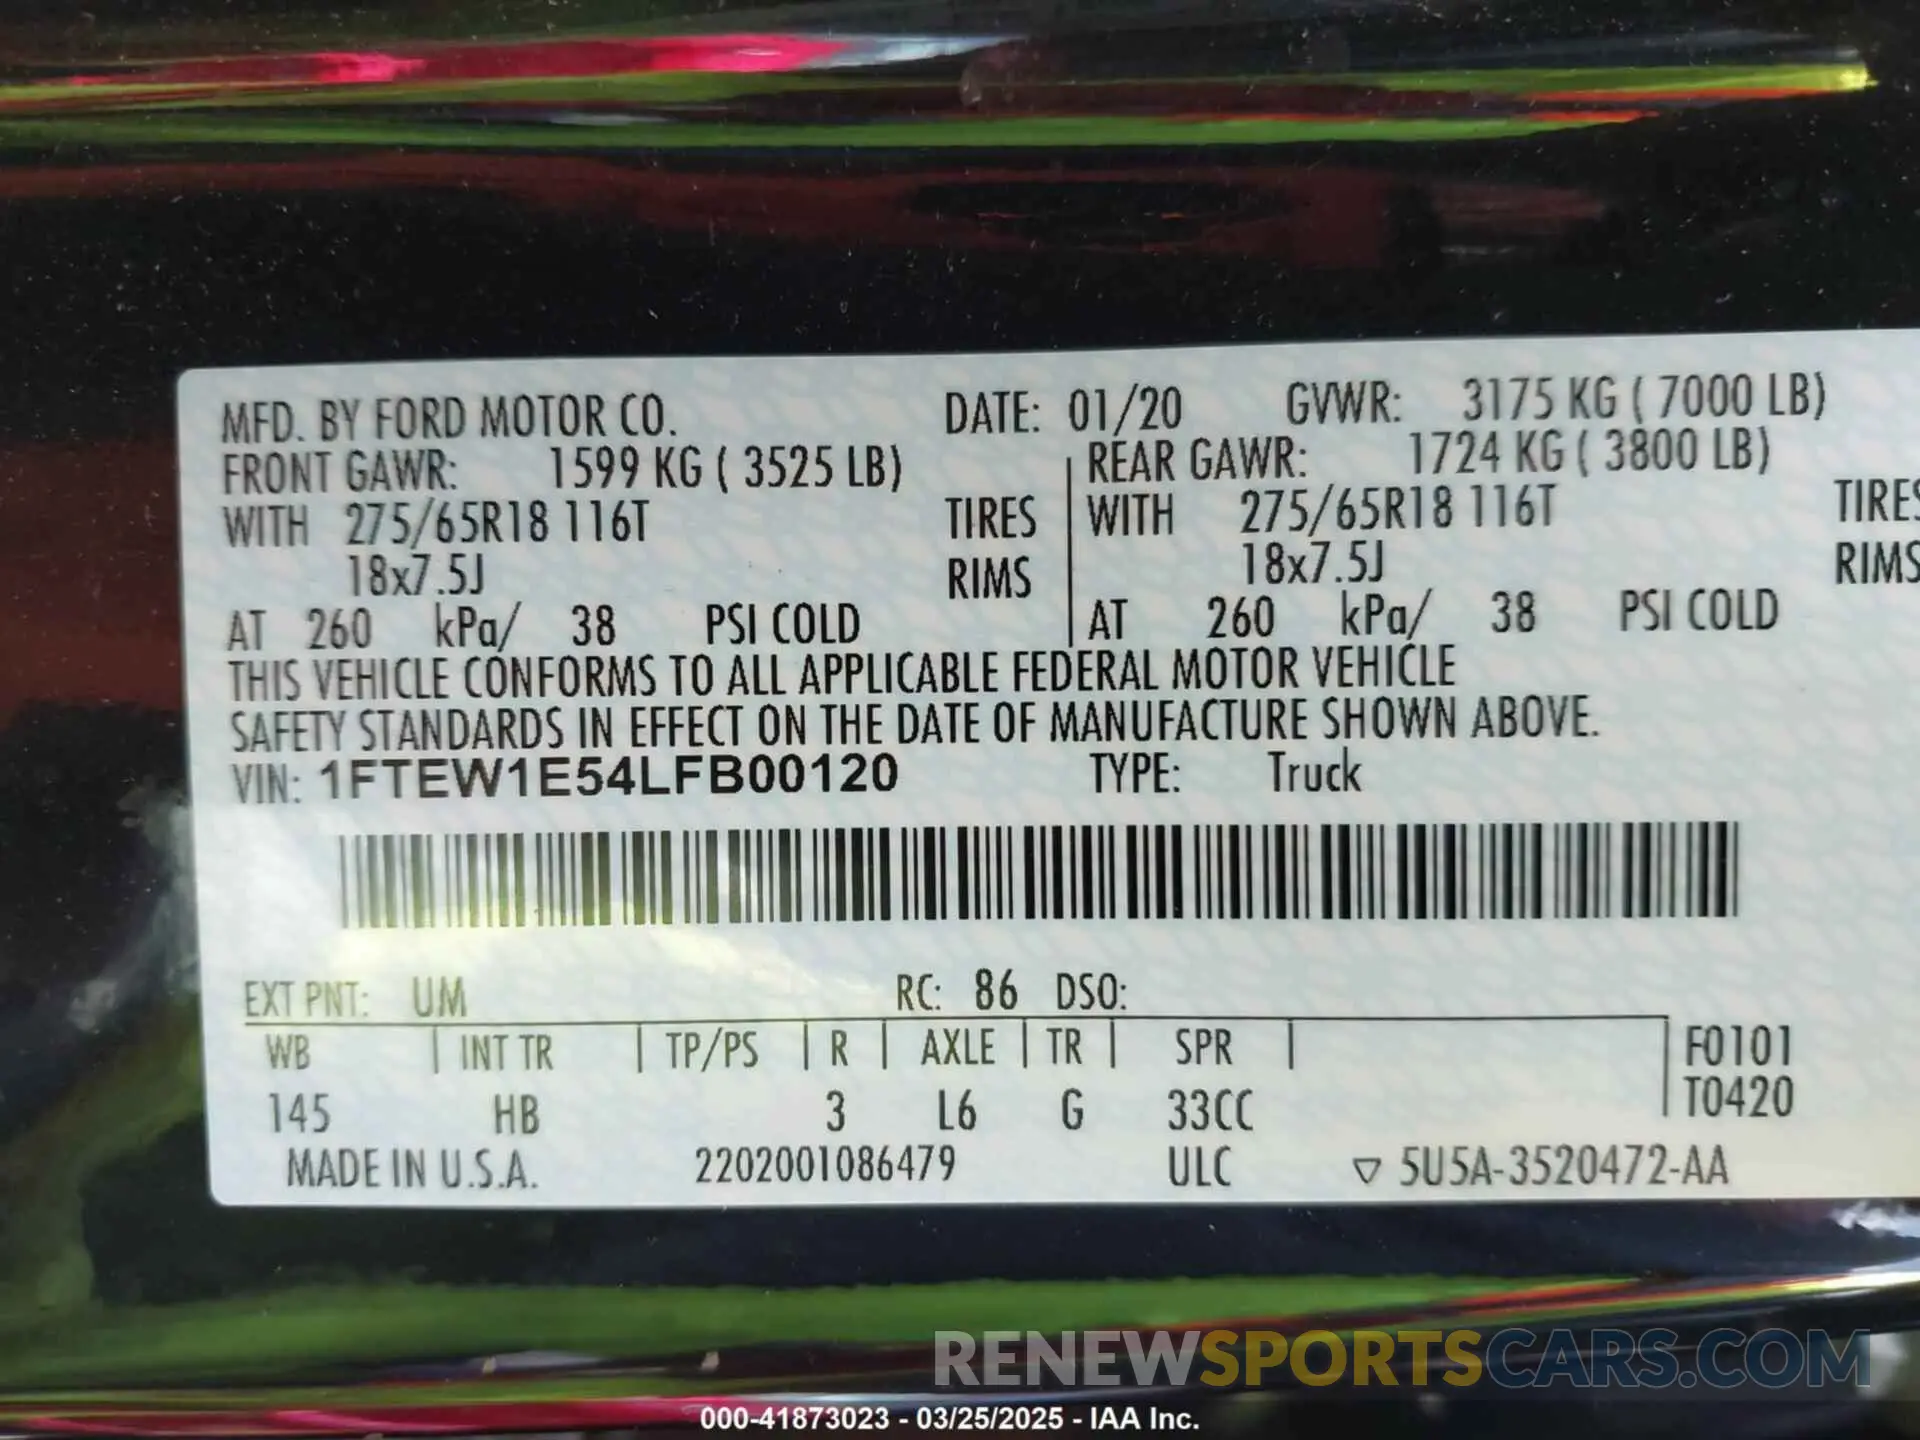 MFD. BY FORD MOTOR CO. DATE: 01/20 GVWR: 3175 KG ( 7000 LB)
FRONT GAWR: 1599 KG ( 3525 LB) REAR GAWR: 1724 KG ( 3800 LB)
WITH 275/65R18 116T TIRES WITH 275/65R18 116T TIRES
18x7.5J RIMS 18x7.5J RIMS
AT 260 kPa/ 38 PSI COLD AT 260 kPa/ 38 PSI COLD
THIS VEHICLE CONFORMS TO ALL APPLICABLE FEDERAL MOTOR VEHICLE
SAFETY STANDARDS IN EFFECT ON THE DATE OF MANUFACTURE SHOWN ABOVE.
VIN: 1FTEW1E54LFB00120 TYPE: Truck
EXT PNT: UM RC: 86 DSO:
WB INT TR TP/PS R AXLE TR SPR F0101
145 HB 3 L6 G 33CC T0420
MADE IN U.S.A. 2202001086479 ULC ▽ 5U5A-3520472-AA
RENEWSPORTSCARS.COM
000-41873023 - 03/25/2025 - IAA Inc.